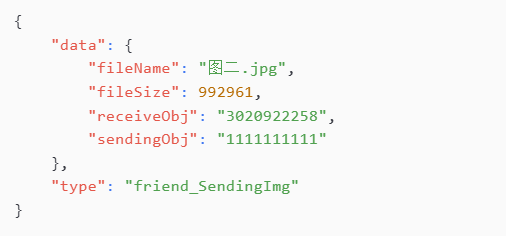 {
    "data": {
        "fileName": "图二.jpg",
        "fileSize": 992961,
        "receiveObj": "3020922258",
        "sendingObj": "1111111111"
    },
    "type": "friend_SendingImg"
}